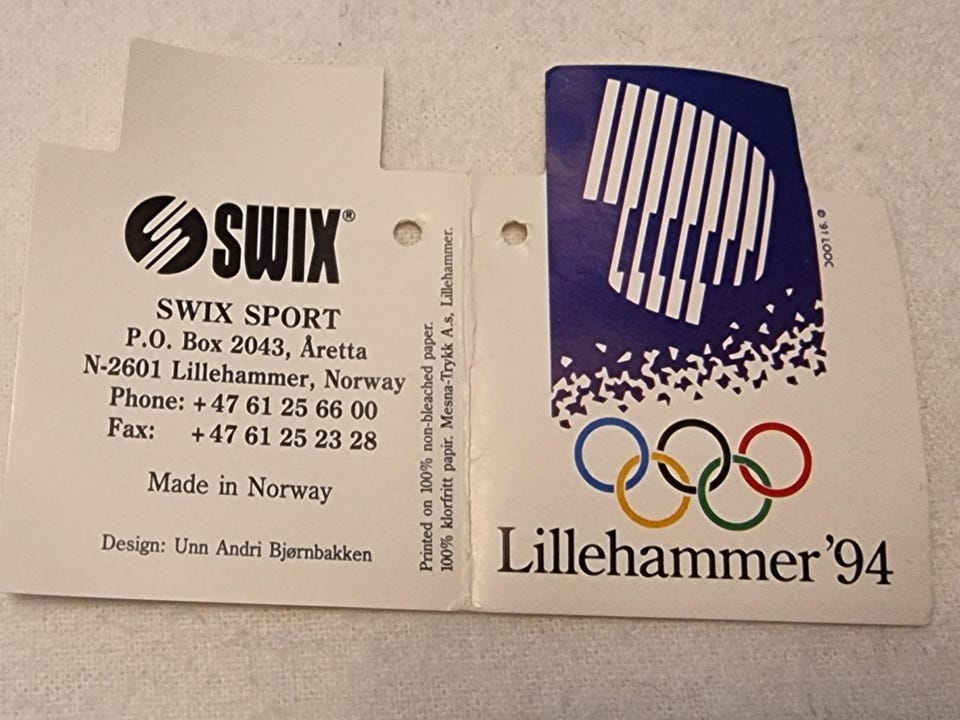 SWIX®
SWIX SPORT
P.O. Box 2043, Åretta
N-2601 Lillehammer, Norway
Phone: +47 61 25 66 00
Fax: +47 61 25 23 28
Made in Norway
Design: Unn Andri Bjørnbakken
Printed on 100% non-bleached paper.
100% klorfritt papir. Mesna-Trykk A.s, Lillehammer.
© '91 LOOC
Lillehammer '94